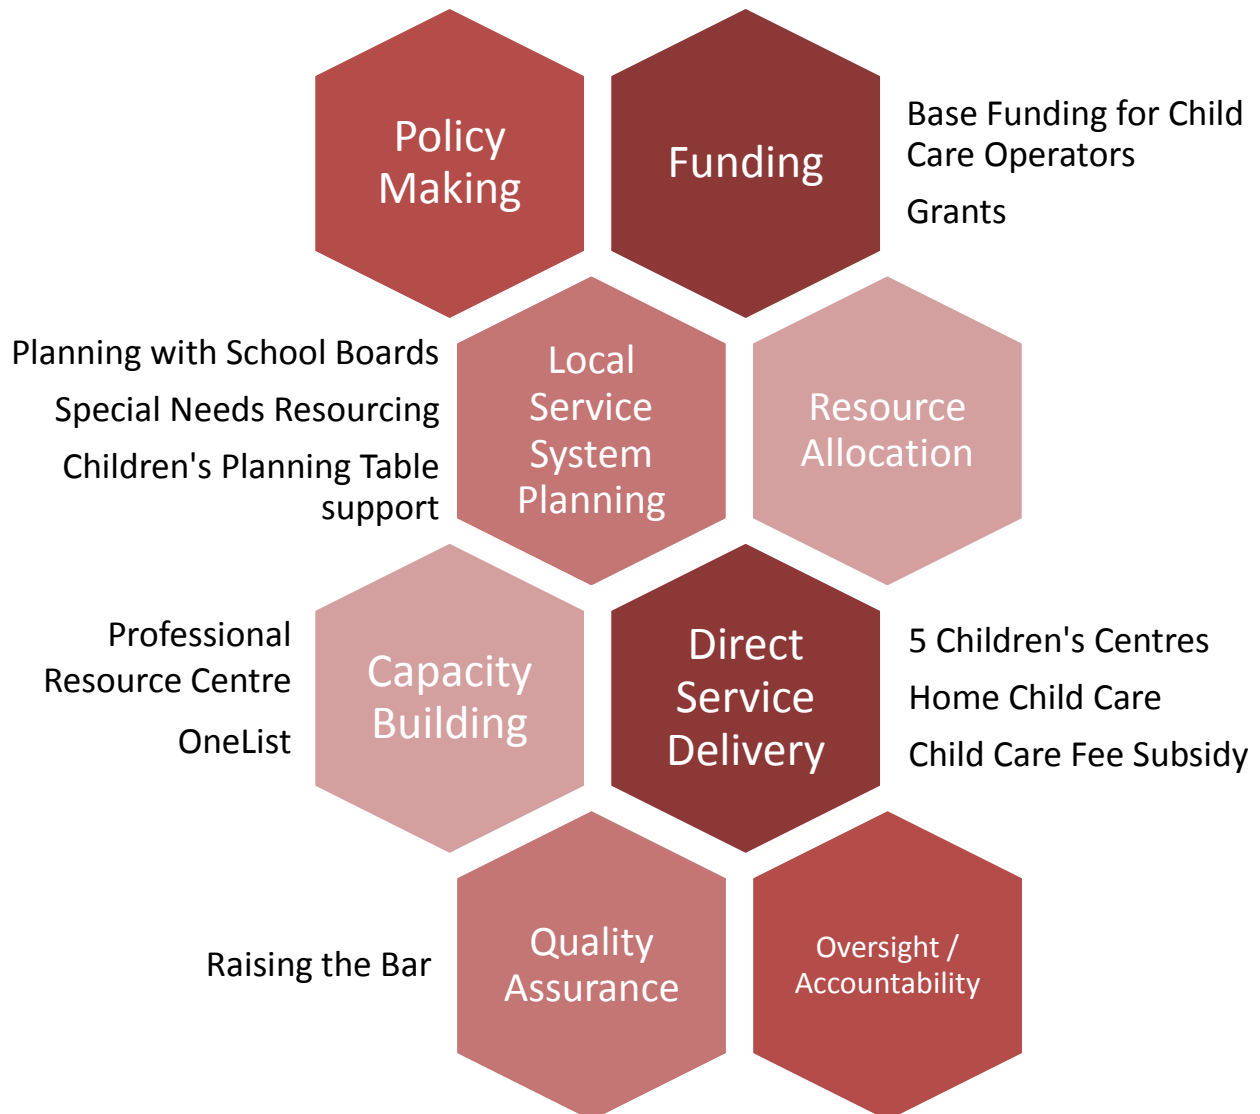 Policy
Making
Funding
Base Funding for Child
Care Operators
Grants
Planning with School Boards
Special Needs Resourcing
Children's Planning Table
support
Local
Service
System
Planning
Resource
Allocation
Professional
Resource Centre
OneList
Capacity
Building
Direct
Service
Delivery
5 Children's Centres
Home Child Care
Child Care Fee Subsidy
Raising the Bar
Quality
Assurance
Oversight /
Accountability